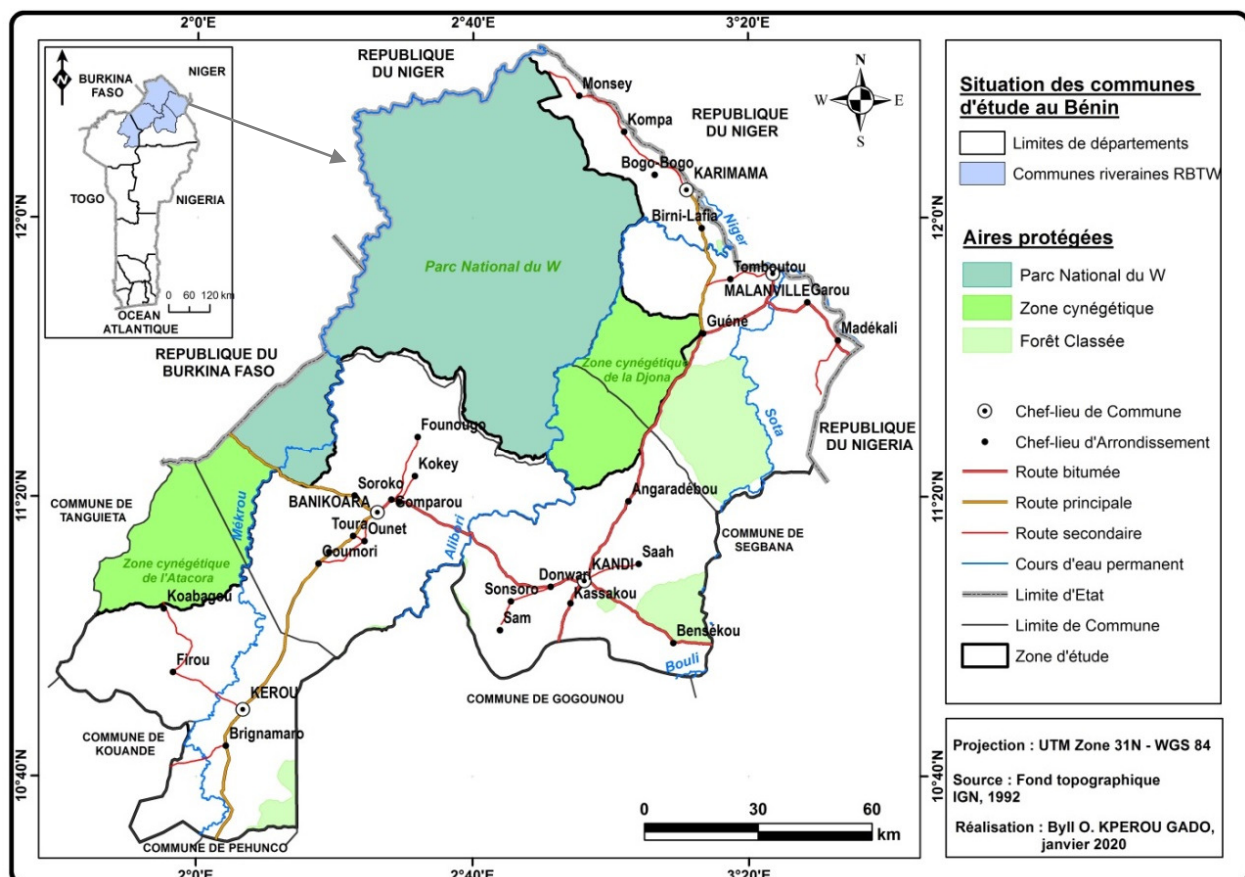 2°0'E
2°40'E
3°20'E
N
BURKINA
FASO
NIGER
TOGO
NIGERIA
0 60 120 km
OCEAN
ATLANTIQUE
REPUBLIQUE
DU NIGER
REPUBLIQUE
DU NIGER
N
W E
S
Monsey
Kompa
Bogo-Bogo
KARIMAMA
Birni-Lafia
Niger
12°0'N
12°0'N
Parc National du W
Tomboutou
MALANVILLE
Garou
Guéné
Madékali
REPUBLIQUE DU
BURKINA FASO
Zone cynégétique
de la Djona
Sota
REPUBLIQUE
DU NIGERIA
Founougo
Kokey
COMMUNE DE
TANGUIETA
11°20'N
11°20'N
Soroko
BANIKOARA
Gomparou
Toura
Ounet
Goumori
Mékrou
Alibori
Angaradébou
COMMUNE DE
SEGBANA
Zone cynégétique
de l'Atacora
Koabagou
Saah
KANDI
Donwari
Sonsoro
Kassakou
Sam
Bensékou
Bouli
Firou
COMMUNE DE GOGOUNOU
KEROU
COMMUNE DE
KOUANDE
Brignamaro
10°40'N
10°40'N
0 30 60
km
COMMUNE DE PEHUNCO
2°0'E
2°40'E
3°20'E
Situation des communes
d'étude au Bénin
Limites de départements
Communes riveraines RBTW
Aires protégées
Parc National du W
Zone cynégétique
Forêt Classée
Chef-lieu de Commune
Chef-lieu d'Arrondissement
Route bitumée
Route principale
Route secondaire
Cours d'eau permanent
Limite d'Etat
Limite de Commune
Zone d'étude
Projection : UTM Zone 31N - WGS 84
Source : Fond topographique
IGN, 1992
Réalisation : Byll O. KPEROU GADO,
janvier 2020